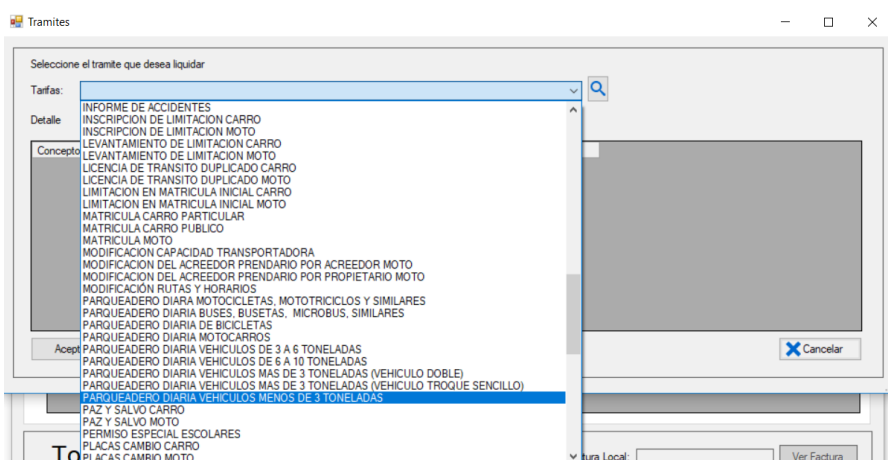 Tramites
Seleccione el tramite que desea liquidar
Tarifas:
Detalle
Concepto
INFORME DE ACCIDENTES
INSCRIPCION DE LIMITACION CARRO
INSCRIPCION DE LIMITACION MOTO
LEVANTAMIENTO DE LIMITACION CARRO
LEVANTAMIENTO DE LIMITACION MOTO
LICENCIA DE TRANSITO DUPLICADO CARRO
LICENCIA DE TRANSITO DUPLICADO MOTO
LIMITACION EN MATRICULA INICIAL CARRO
LIMITACION EN MATRICULA INICIAL MOTO
MATRICULA CARRO PARTICULAR
MATRICULA CARRO PUBLICO
MATRICULA MOTO
MODIFICACION CAPACIDAD TRANSPORTADORA
MODIFICACION DEL ACREEDOR PRENDARIO POR ACREEDOR MOTO
MODIFICACION DEL ACREEDOR PRENDARIO POR PROPIETARIO MOTO
MODIFICACIÓN RUTAS Y HORARIOS
PARQUEADERO DIARA MOTOCICLETAS, MOTOTRICICLOS Y SIMILARES
PARQUEADERO DIARIA BUSES, BUSETAS, MICROBUS, SIMILARES
PARQUEADERO DIARIA DE BICICLETAS
PARQUEADERO DIARIA MOTOCARROS
PARQUEADERO DIARIA VEHICULOS DE 3 A 6 TONELADAS
PARQUEADERO DIARIA VEHICULOS DE 6 A 10 TONELADAS
PARQUEADERO DIARIA VEHICULOS MAS DE 3 TONELADAS (VEHICULO DOBLE)
PARQUEADERO DIARIA VEHICULOS MAS DE 3 TONELADAS (VEHICULO TROQUE SENCILLO)
PARQUEADERO DIARIA VEHICULOS MENOS DE 3 TONELADAS
PAZ Y SALVO CARRO
PAZ Y SALVO MOTO
PERMISO ESPECIAL ESCOLARES
PLACAS CAMBIO CARRO
PLACAS CAMBIO MOTO
Acept
Cancelar
To
tura Local:
Ver Factura